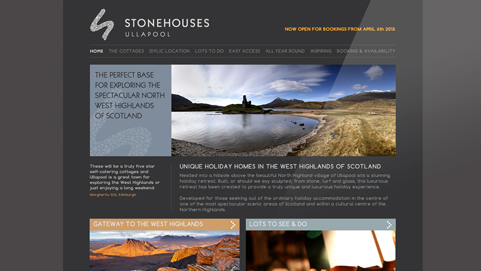 STONEHOUSES
ULLAPOOL
NOW OPEN FOR BOOKINGS FROM APRIL 6th 2013
HOME THE COTTAGES IDYLIC LOCATION LOTS TO DO EASY ACCESS ALL YEAR ROUND INSPIRING BOOKING & AVAILABILITY
THE PERFECT BASE
FOR EXPLORING THE
SPECTACULAR NORTH
WEST HIGHLANDS
OF SCOTLAND
These will be a truly five star
self-catering cottages and
Ullapool is a great town for
exploring the West Highlands or
just enjoying a long weekend.
UNIQUE HOLIDAY HOMES IN THE WEST HIGHLANDS OF SCOTLAND
Nestled into a hillside above the beautiful North Highland village of Ullapool sits a stunning
holiday retreat. Built, or should we say sculptured, from stone, turf and glass, this luxurious
retreat has been created to provide a truly unique and luxurious holiday experience.
Developed for those seeking out of the ordinary holiday accommodation in the centre of
one of the most spectacular scenic areas of Scotland and within a cultural centre of the
Northern Highlands.
GATEWAY TO THE WEST HIGHLANDS
LOTS TO SEE & DO